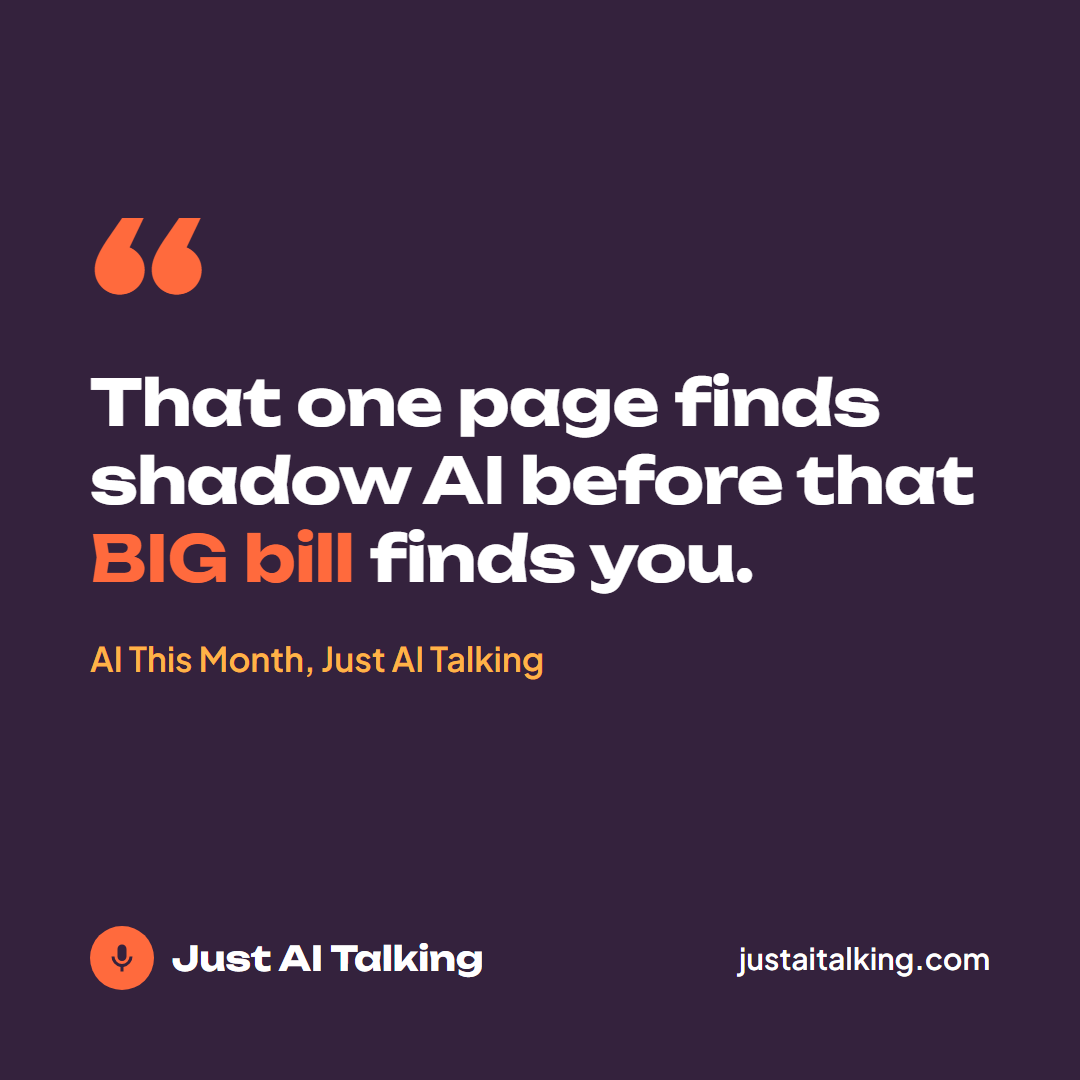 “
That one page finds
shadow AI before that
BIG bill finds you.
AI This Month, Just AI Talking
Just AI Talking
justaitalking.com